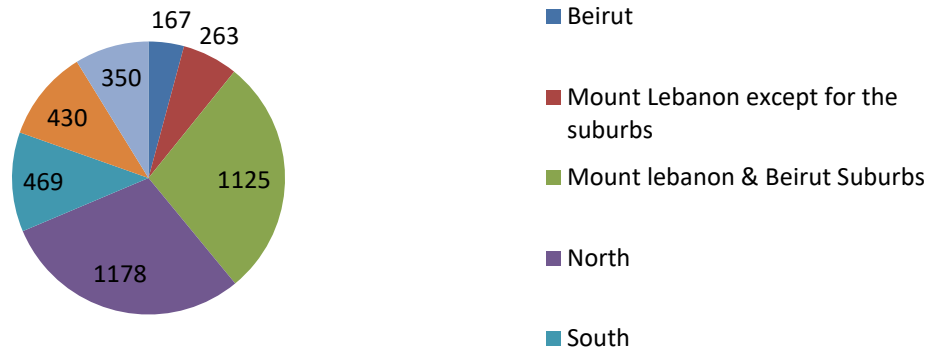 167
263
350
430
1125
469
1178
Beirut
Mount Lebanon except for the
suburbs
Mount lebanon & Beirut Suburbs
North
South